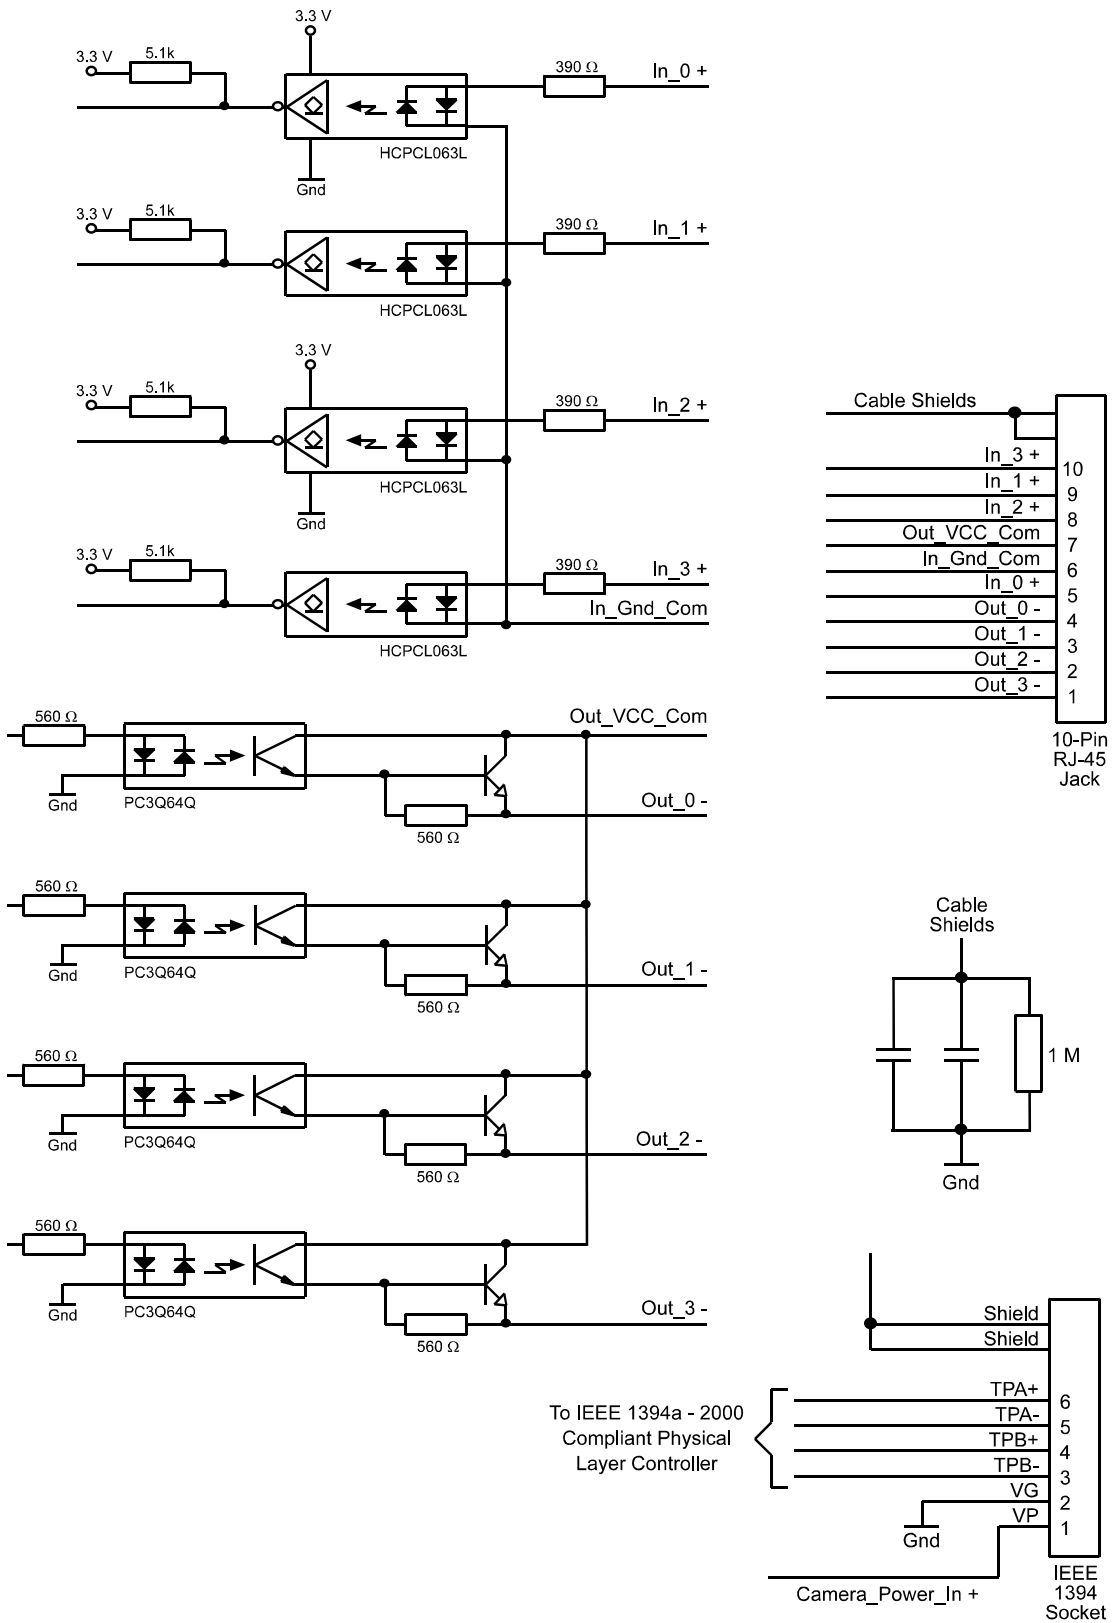 3.3 V
3.3 V
5.1k
390 Ω
In_0 +
HCPCL063L
Gnd
3.3 V
5.1k
390 Ω
In_1 +
HCPCL063L
3.3 V
3.3 V
5.1k
390 Ω
In_2 +
HCPCL063L
Gnd
3.3 V
5.1k
390 Ω
In_3 +
In_Gnd_Com
HCPCL063L
Cable Shields
In_3 +
10
In_1 +
9
In_2 +
8
Out_VCC_Com
7
In_Gnd_Com
6
In_0 +
5
Out_0 -
4
Out_1 -
3
Out_2 -
2
Out_3 -
1
10-Pin
RJ-45
Jack
560 Ω
Out_VCC_Com
Gnd
PC3Q64Q
Out_0 -
560 Ω
560 Ω
Gnd
PC3Q64Q
Out_1 -
560 Ω
560 Ω
Gnd
PC3Q64Q
Out_2 -
560 Ω
560 Ω
Gnd
PC3Q64Q
Out_3 -
560 Ω
Cable
Shields
1 M
Gnd
Shield
Shield
TPA+
6
TPA-
5
TPB+
4
TPB-
3
VG
2
VP
1
To IEEE 1394a - 2000
Compliant Physical
Layer Controller
Gnd
Camera_Power_In +
IEEE
1394
Socket